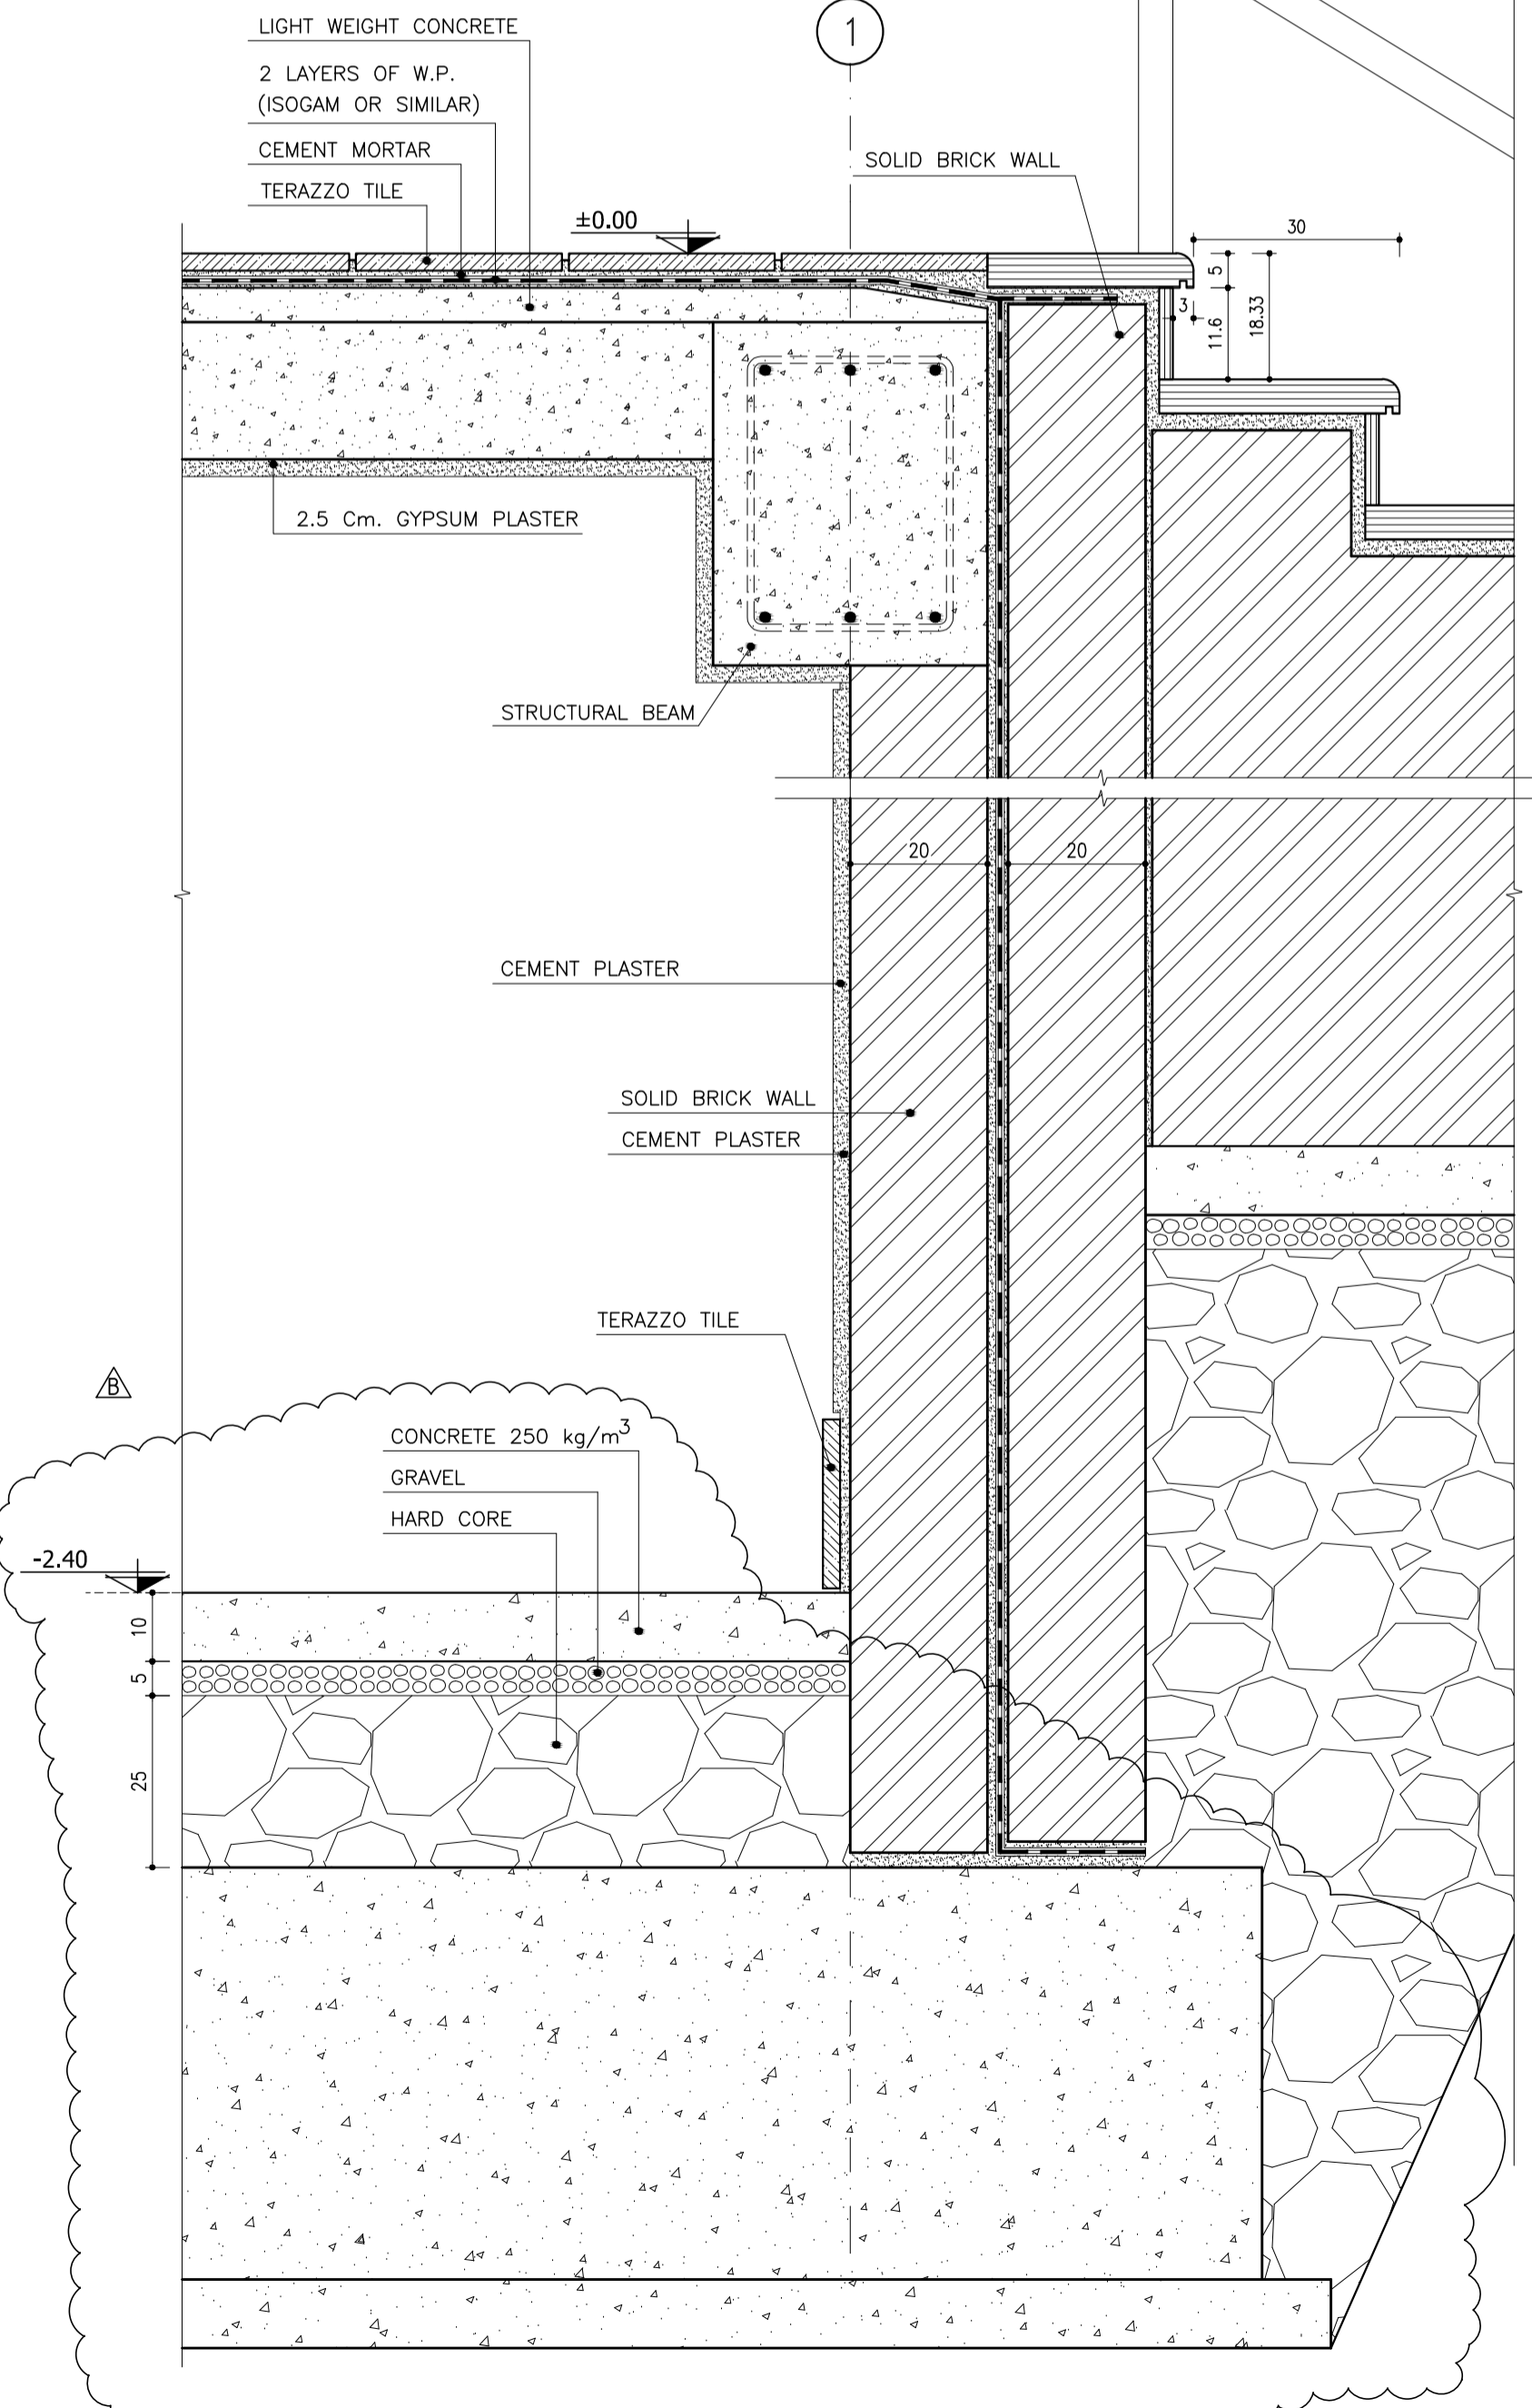 LIGHT WEIGHT CONCRETE
2 LAYERS OF W.P.
(ISOGAM OR SIMILAR)
CEMENT MORTAR
TERAZZO TILE
1
SOLID BRICK WALL
±0.00
30
5
3
11.6
18.33
2.5 Cm. GYPSUM PLASTER
STRUCTURAL BEAM
20
20
CEMENT PLASTER
SOLID BRICK WALL
CEMENT PLASTER
TERAZZO TILE
B
CONCRETE 250 kg/m³
GRAVEL
HARD CORE
-2.40
10
5
25